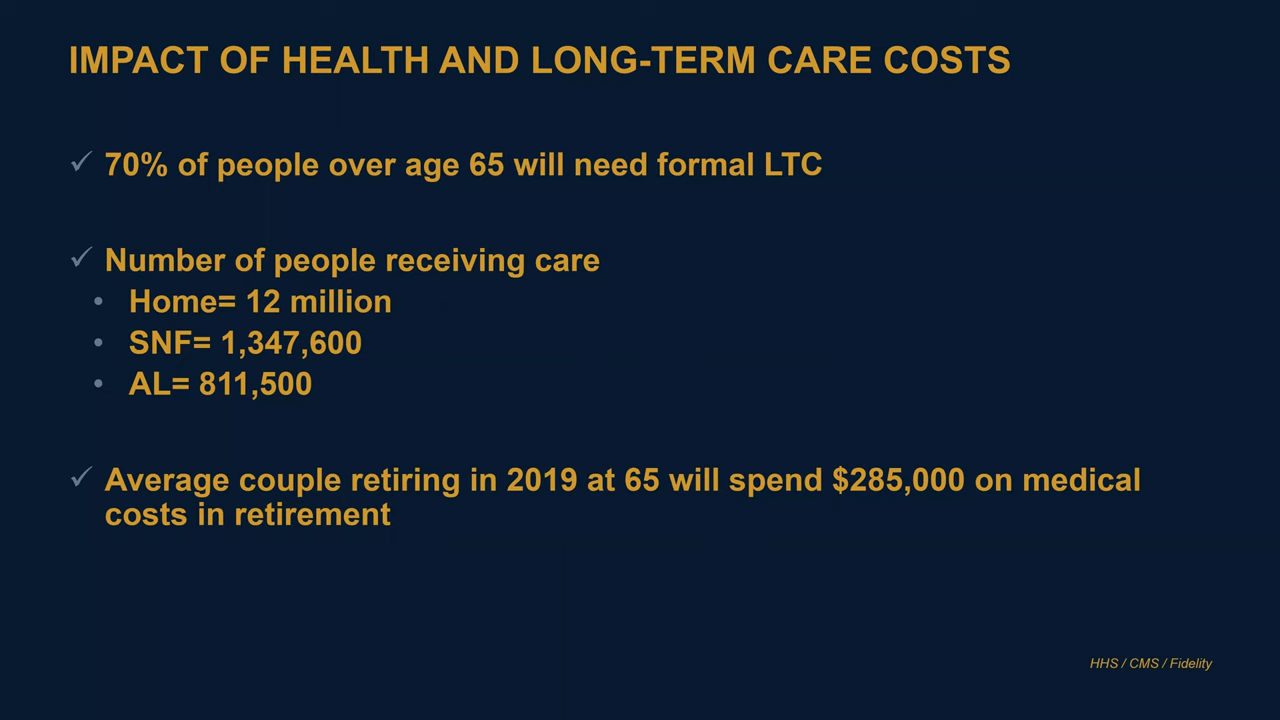 IMPACT OF HEALTH AND LONG-TERM CARE COSTS
✓ 70% of people over age 65 will need formal LTC
✓ Number of people receiving care
• Home= 12 million
• SNF= 1,347,600
• AL= 811,500
✓ Average couple retiring in 2019 at 65 will spend $285,000 on medical
costs in retirement
HHS / CMS / Fidelity